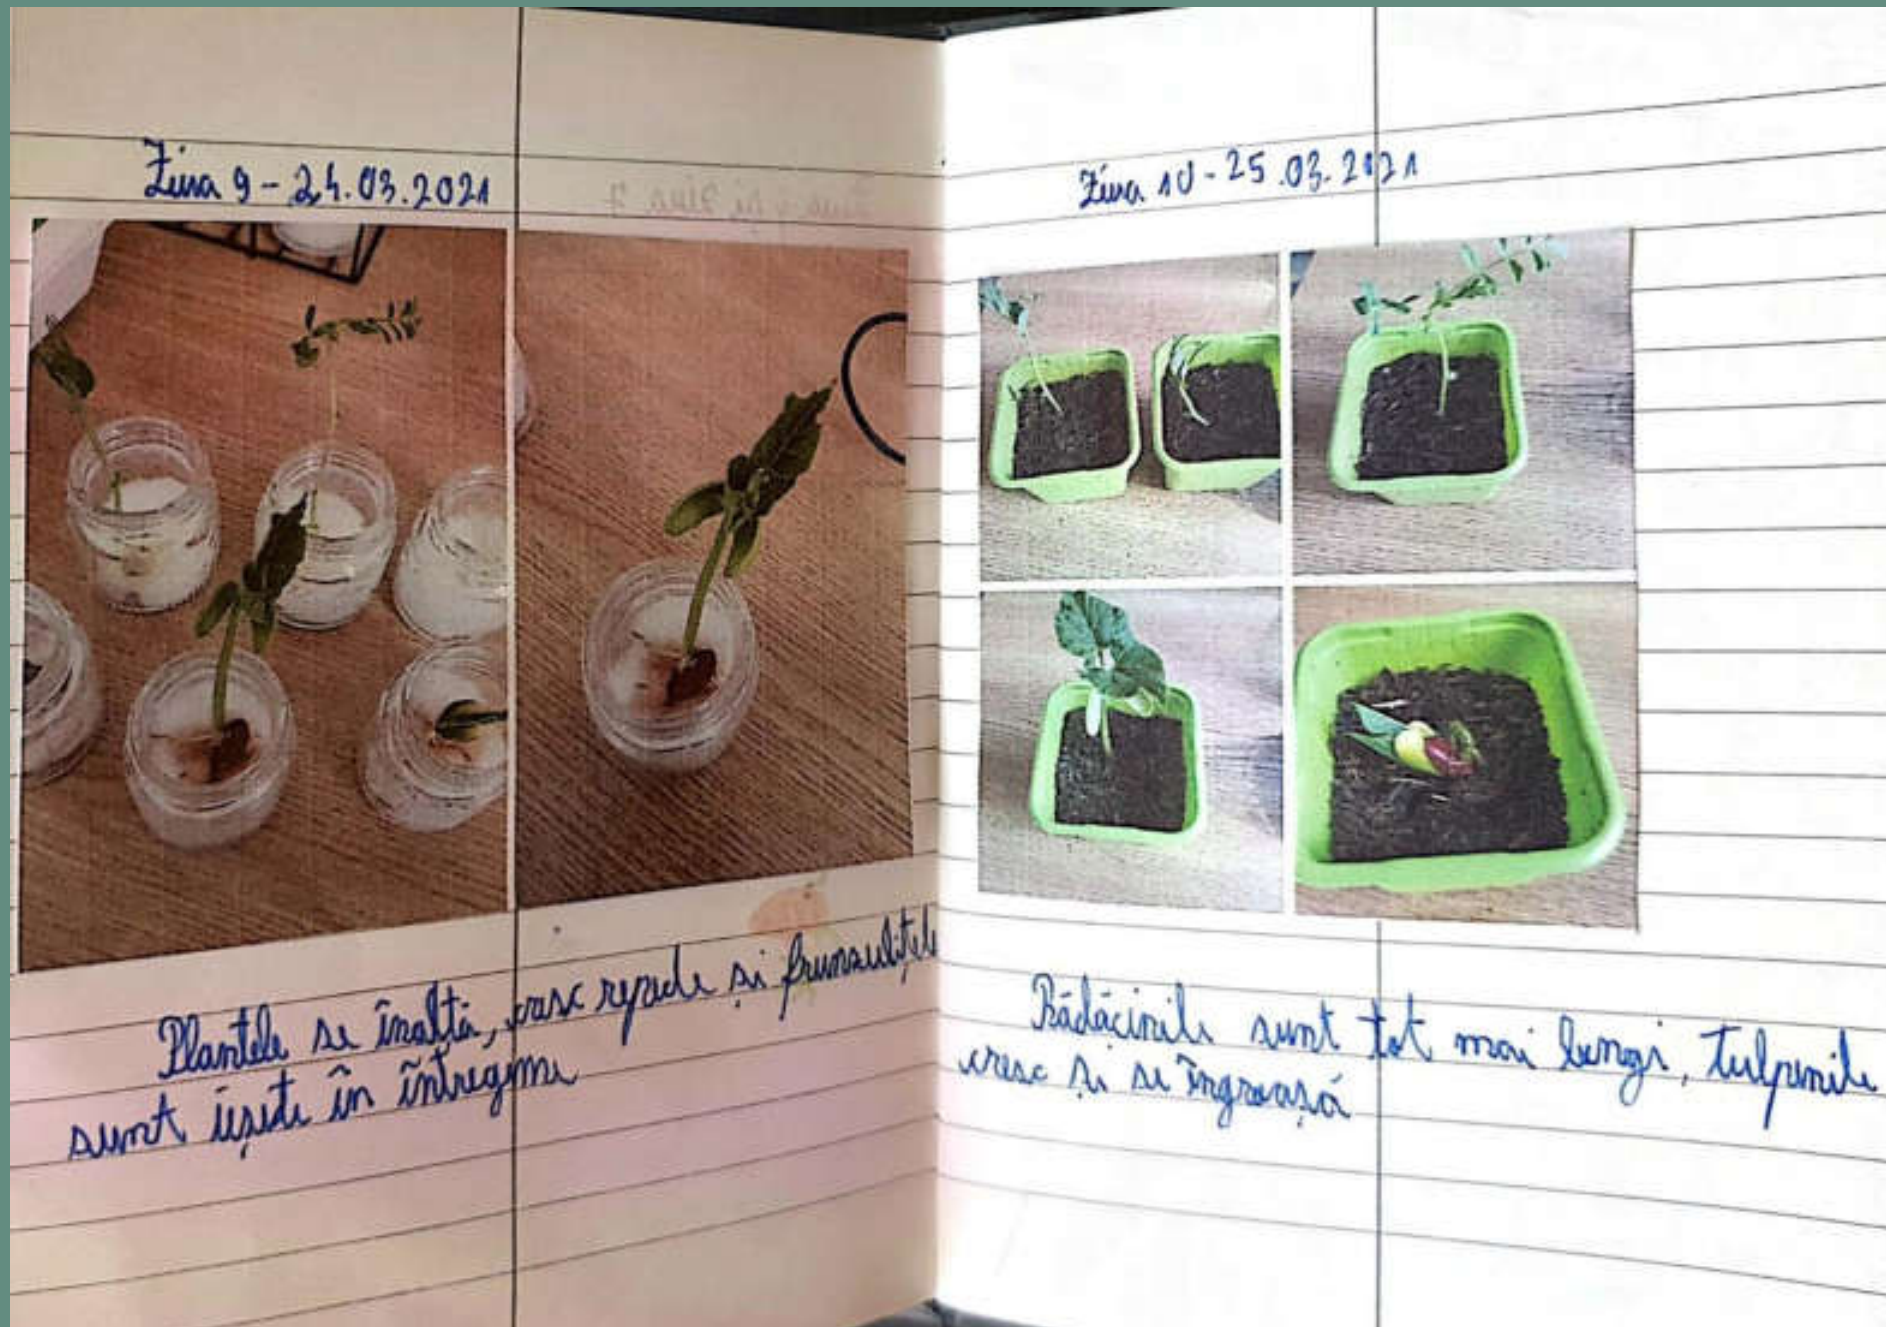 Ziua 9 - 24.03.2021
Plantele se înalță, cresc repede și frunzulițele
sunt ieșite în întregime
Ziua 10 - 25.03.2021
Rădăcinile sunt tot mai lungi, tulpinile
cresc și se îngroașă